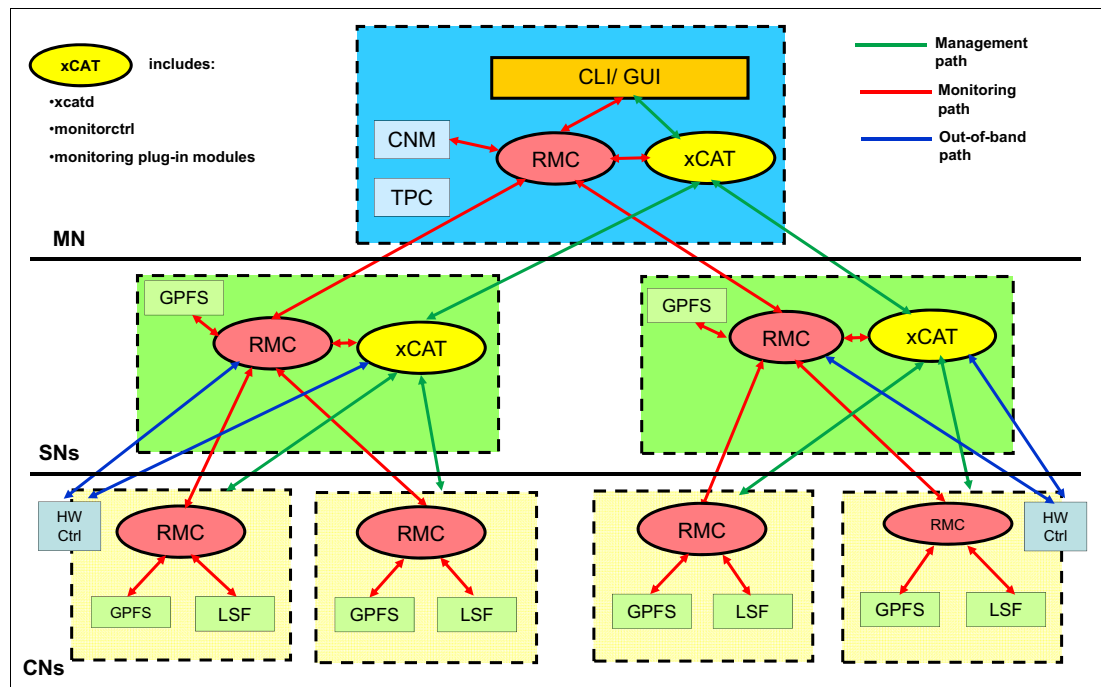 xCAT
includes:
•xcatd
•monitorctrl
•monitoring plug-in modules
Management
path
Monitoring
path
Out-of-band
path
CLI/ GUI
CNM
RMC
xCAT
TPC
MN
GPFS
RMC
xCAT
GPFS
RMC
xCAT
SNs
HW
Ctrl
RMC
GPFS
LSF
RMC
GPFS
LSF
RMC
GPFS
LSF
RMC
GPFS
LSF
HW
Ctrl
CNs